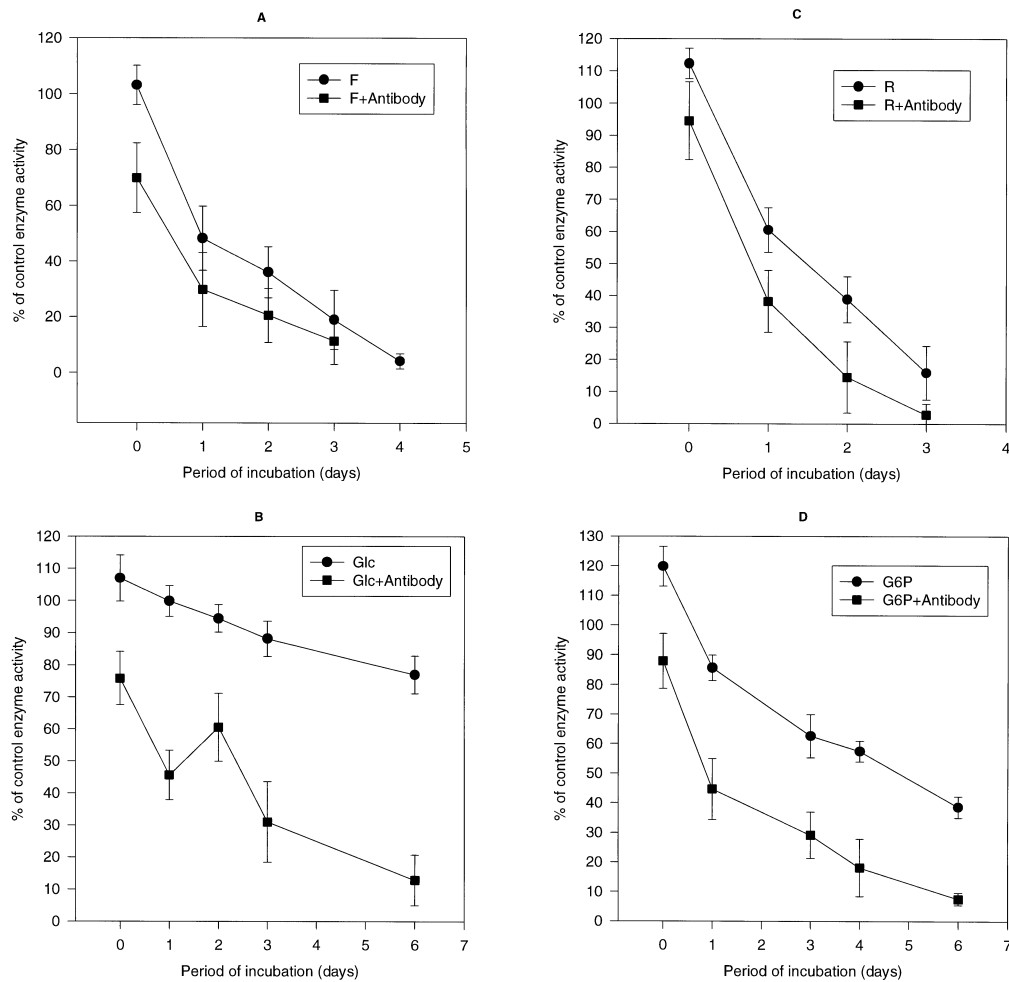 A
120
100
80
60
40
20
0
% of control enzyme activity
F
F+Antibody
0 1 2 3 4 5
Period of incubation (days)
C
120
110
100
90
80
70
60
50
40
30
20
10
0
% of control enzyme activity
R
R+Antibody
0 1 2 3 4
Period of incubation (days)
B
120
110
100
90
80
70
60
50
40
30
20
10
0
% of control enzyme activity
Glc
Glc+Antibody
0 1 2 3 4 5 6 7
Period of incubation (days)
D
130
120
110
100
90
80
70
60
50
40
30
20
10
0
% of control enzyme activity
G6P
G6P+Antibody
0 1 2 3 4 5 6 7
Period of incubation (days)